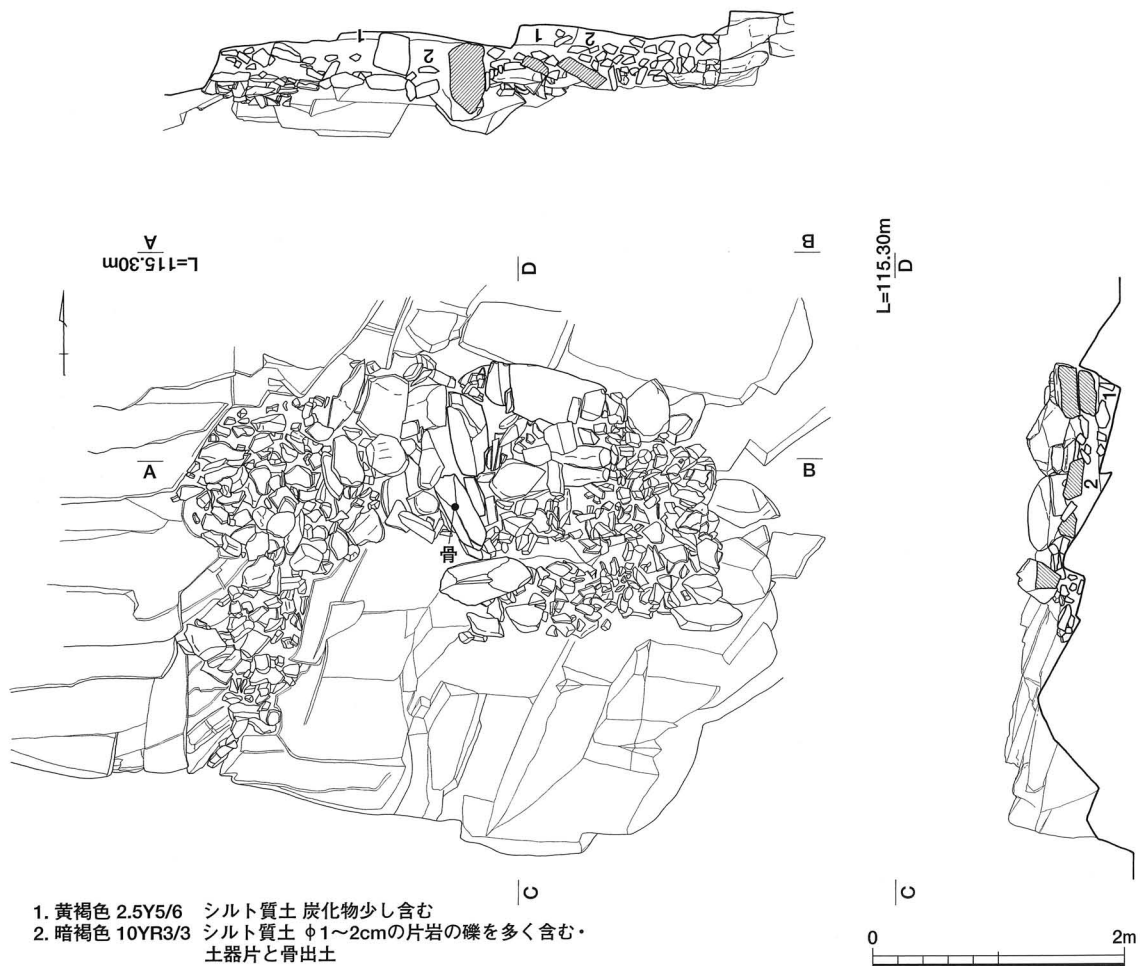 1
2
1
2
L=115.30m
A
B
D
L=115.30m
D
A
B
1
2
骨
C
C
1. 黄褐色 2.5Y5/6 シルト質土 炭化物少し含む
2. 暗褐色 10YR3/3 シルト質土 φ1〜2cmの片岩の礫を多く含む・
土器片と骨出土
0
2m